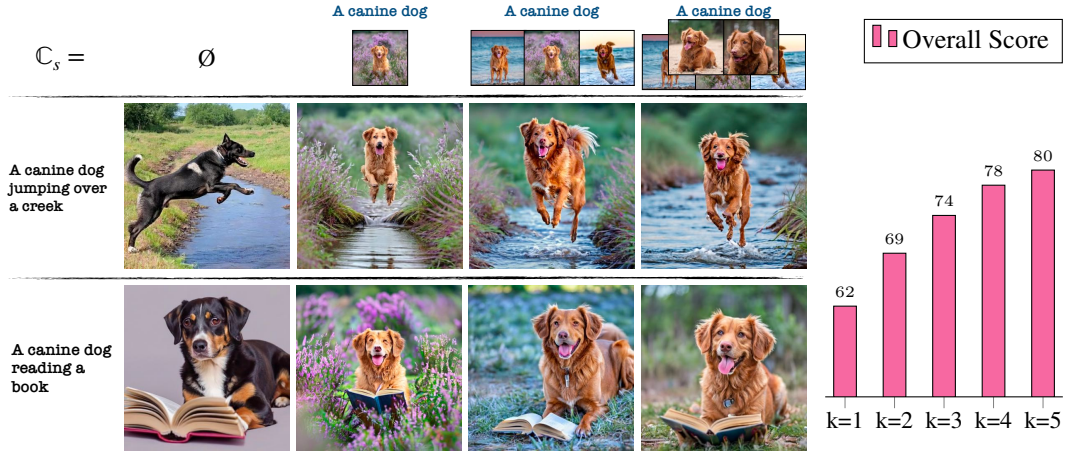 A canine dog
A canine dog
A canine dog
ℂₛ =
Ø
Overall Score
A canine dog
jumping over
a creek
A canine dog
reading a
book
62
69
74
78
80
k=1
k=2
k=3
k=4
k=5